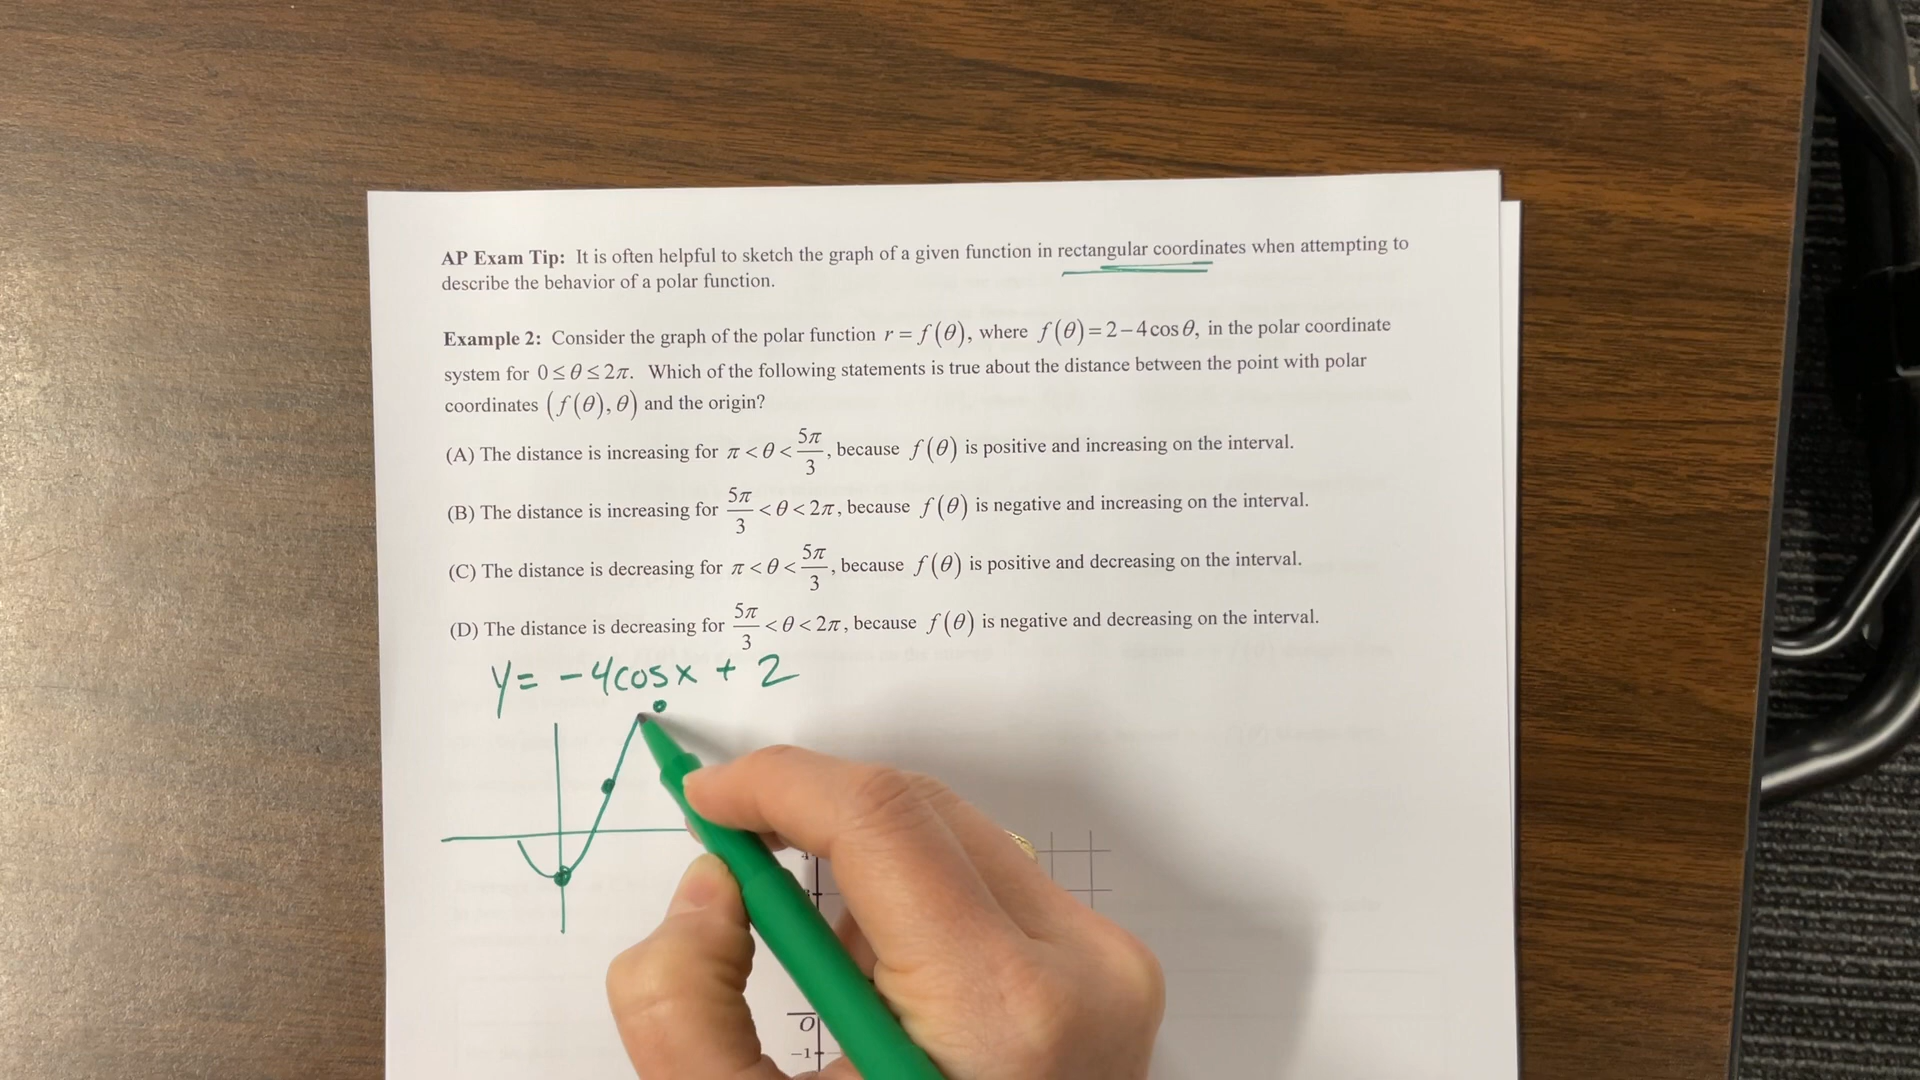 AP Exam Tip: It is often helpful to sketch the graph of a given function in rectangular coordinates when attempting to
describe the behavior of a polar function.
Example 2: Consider the graph of the polar function r = f(θ), where f(θ) = 2 − 4 cos θ, in the polar coordinate
system for 0 ≤ θ ≤ 2π. Which of the following statements is true about the distance between the point with polar
coordinates (f(θ), θ) and the origin?
(A) The distance is increasing for π < θ < 5π/3, because f(θ) is positive and increasing on the interval.
(B) The distance is increasing for 5π/3 < θ < 2π, because f(θ) is negative and increasing on the interval.
(C) The distance is decreasing for π < θ < 5π/3, because f(θ) is positive and decreasing on the interval.
(D) The distance is decreasing for 5π/3 < θ < 2π, because f(θ) is negative and decreasing on the interval.
y = −4cosx + 2
4
O
−1